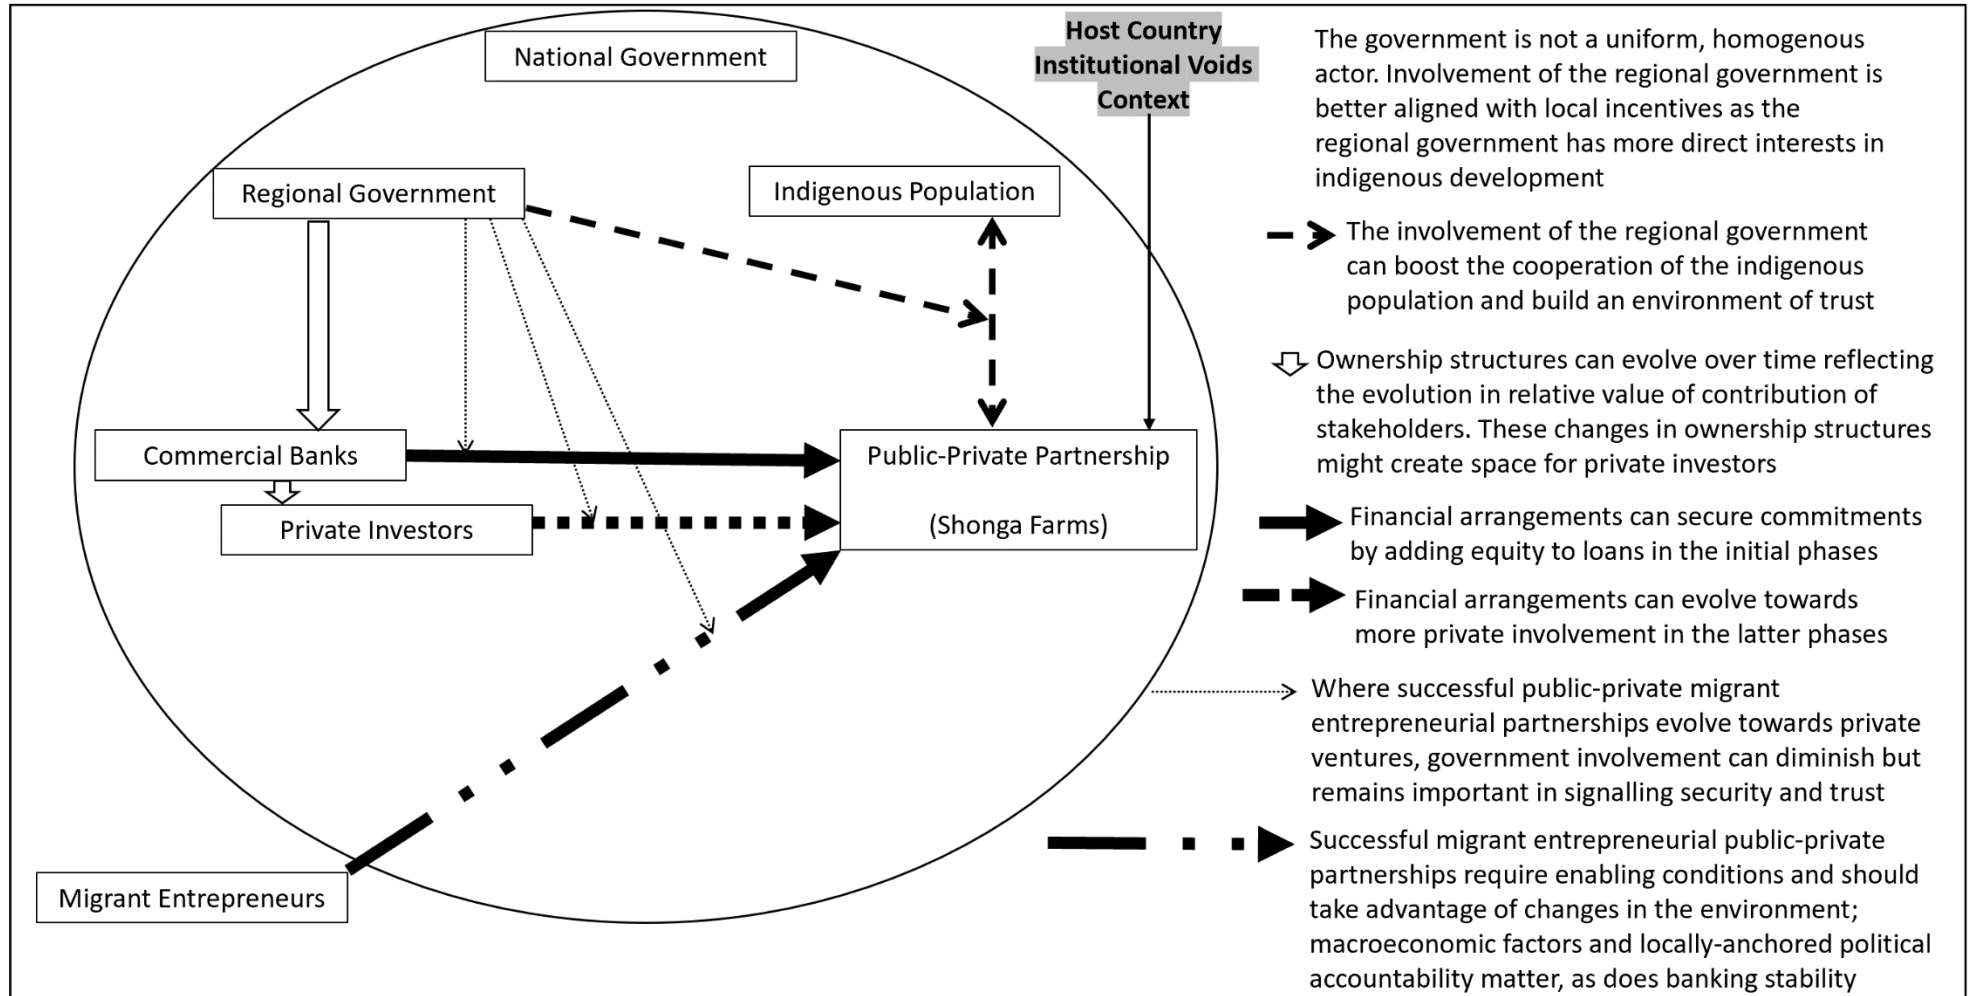 National Government
Host Country
Institutional Voids
Context
Regional Government
Indigenous Population
Commercial Banks
Private Investors
Public-Private Partnership
(Shonga Farms)
Migrant Entrepreneurs
The government is not a uniform, homogenous
actor. Involvement of the regional government is
better aligned with local incentives as the
regional government has more direct interests in
indigenous development
The involvement of the regional government
can boost the cooperation of the indigenous
population and build an environment of trust
Ownership structures can evolve over time reflecting
the evolution in relative value of contribution of
stakeholders. These changes in ownership structures
might create space for private investors
Financial arrangements can secure commitments
by adding equity to loans in the initial phases
Financial arrangements can evolve towards
more private involvement in the latter phases
Where successful public-private migrant
entrepreneurial partnerships evolve towards private
ventures, government involvement can diminish but
remains important in signalling security and trust
Successful migrant entrepreneurial public-private
partnerships require enabling conditions and should
take advantage of changes in the environment;
macroeconomic factors and locally-anchored political
accountability matter, as does banking stability